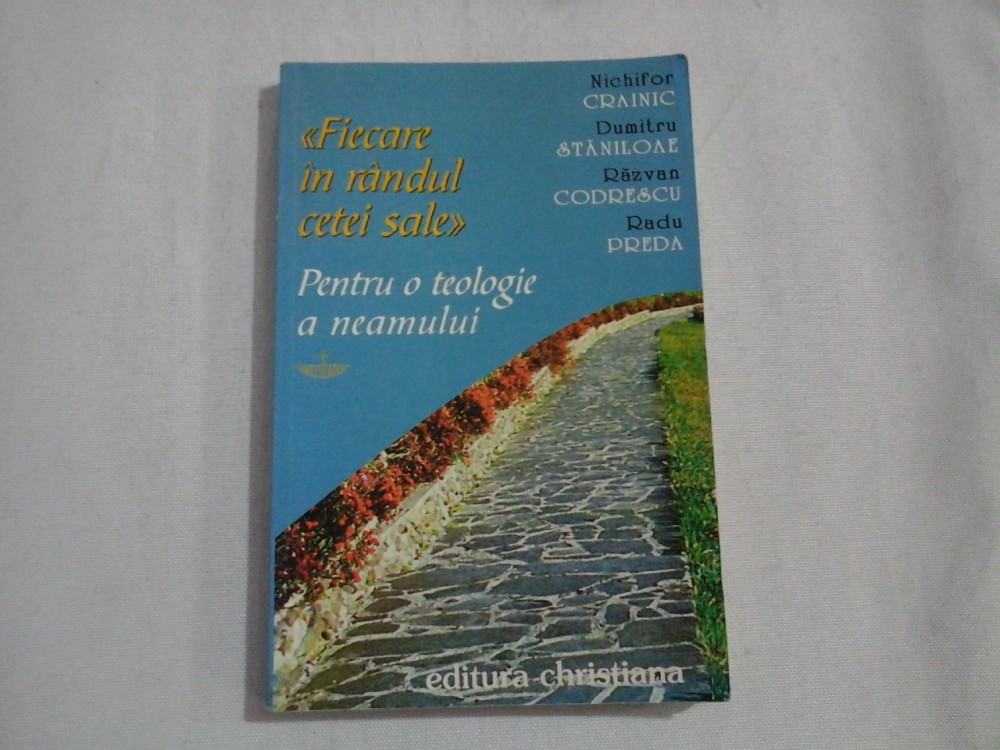 Nichifor
CRAINIC
Dumitru
STĂNILOAE
Răzvan
CODRESCU
Radu
PREDA
«Fiecare
în rândul
cetei sale»
Pentru o teologie
a neamului
editura christiana